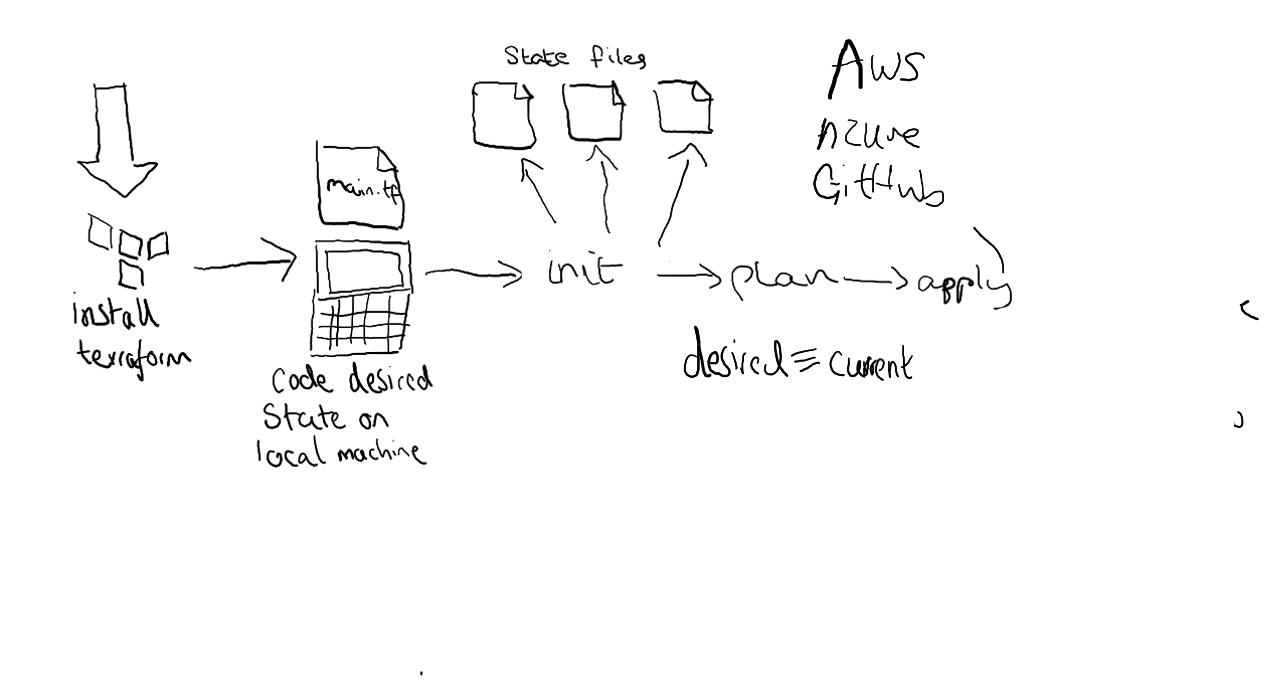 State files
AWS
Azure
GitHub
main.tf
init
plan
apply
install
terraform
desired ≡ current
Code desired
State on
local machine